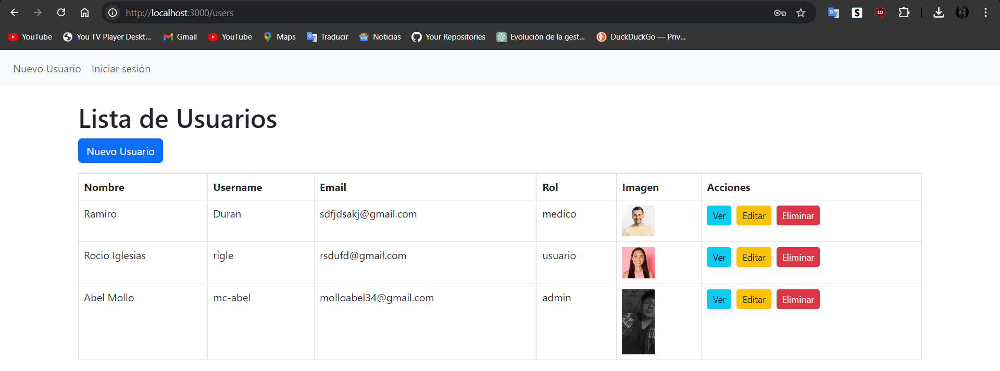 http://localhost:3000/users
YouTube
You TV Player Deskt...
Gmail
YouTube
Maps
Traducir
Noticias
Your Repositories
Evolución de la gest...
DuckDuckGo — Priv...
Nuevo Usuario
Iniciar sesión
Lista de Usuarios
Nuevo Usuario
Nombre Username Email Rol Imagen Acciones
Ramiro Duran sdfjdsakj@gmail.com medico Ver Editar Eliminar
Rocio Iglesias rigle rsdufd@gmail.com usuario Ver Editar Eliminar
Abel Mollo mc-abel molloabel34@gmail.com admin Ver Editar Eliminar